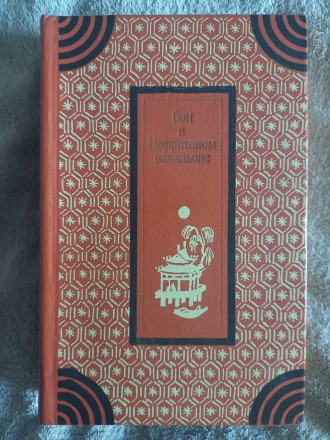 Сон
в
Нефритовом
павильоне